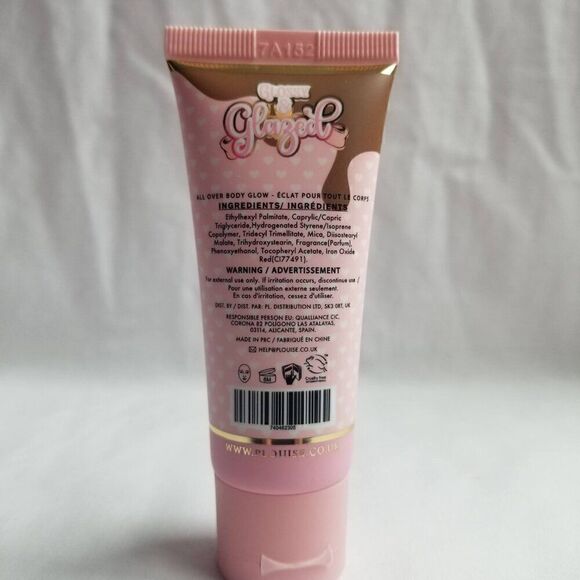 7A152
Glossy
&
Glazed
ALL OVER BODY GLOW - ÉCLAT POUR TOUT LE CORPS
INGREDIENTS/ INGRÉDIENTS
Ethylhexyl Palmitate, Caprylic/Capric
Triglyceride,Hydrogenated Styrene/Isoprene
Copolymer, Tridecyl Trimellitate, Mica, Diisostearyl
Malate, Trihydroxystearin, Fragrance(Parfum),
Phenoxyethanol, Tocopheryl Acetate, Iron Oxide
Red(CI77491).
WARNING / ADVERTISSEMENT
For external use only. If irritation occurs, discontinue use /
Pour une utilisation externe seulement.
En cas d'irritation, cessez d'utiliser.
DIST. BY / DIST. PAR: PL. DISTRIBUTION LTD, SK3 0RT, UK
RESPONSIBLE PERSON EU: QUALLIANCE CIC,
CORONA 82 POLÍGONO LAS ATALAYAS,
03114, ALICANTE, SPAIN.
MADE IN PRC / FABRIQUÉ EN CHINE
HELP@PLOUISE.CO.UK
Cruelty free
740462305
WWW.PLOUISE.CO.UK